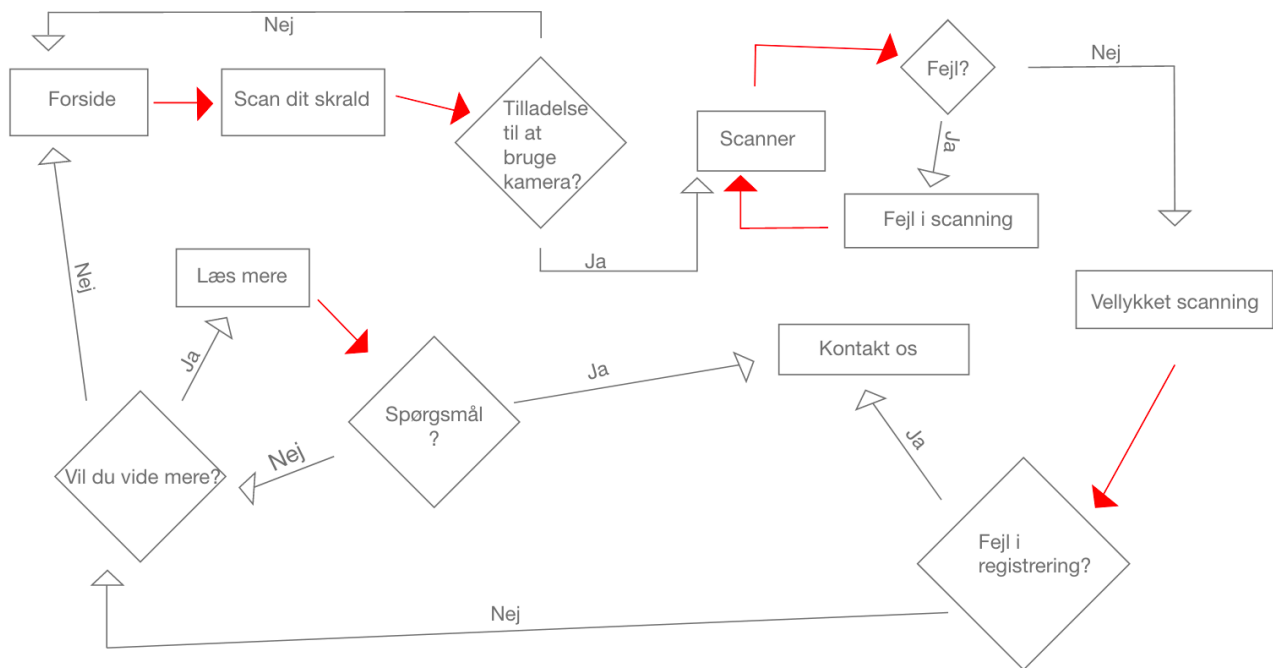 Nej
Forside
Scan dit skrald
Tilladelse
til at
bruge
kamera?
Ja
Scanner
Fejl?
Nej
Ja
Fejl i scanning
Vellykket scanning
Nej
Læs mere
Ja
Vil du vide mere?
Spørgsmål
?
Nej
Ja
Kontakt os
Ja
Fejl i
registrering?
Nej